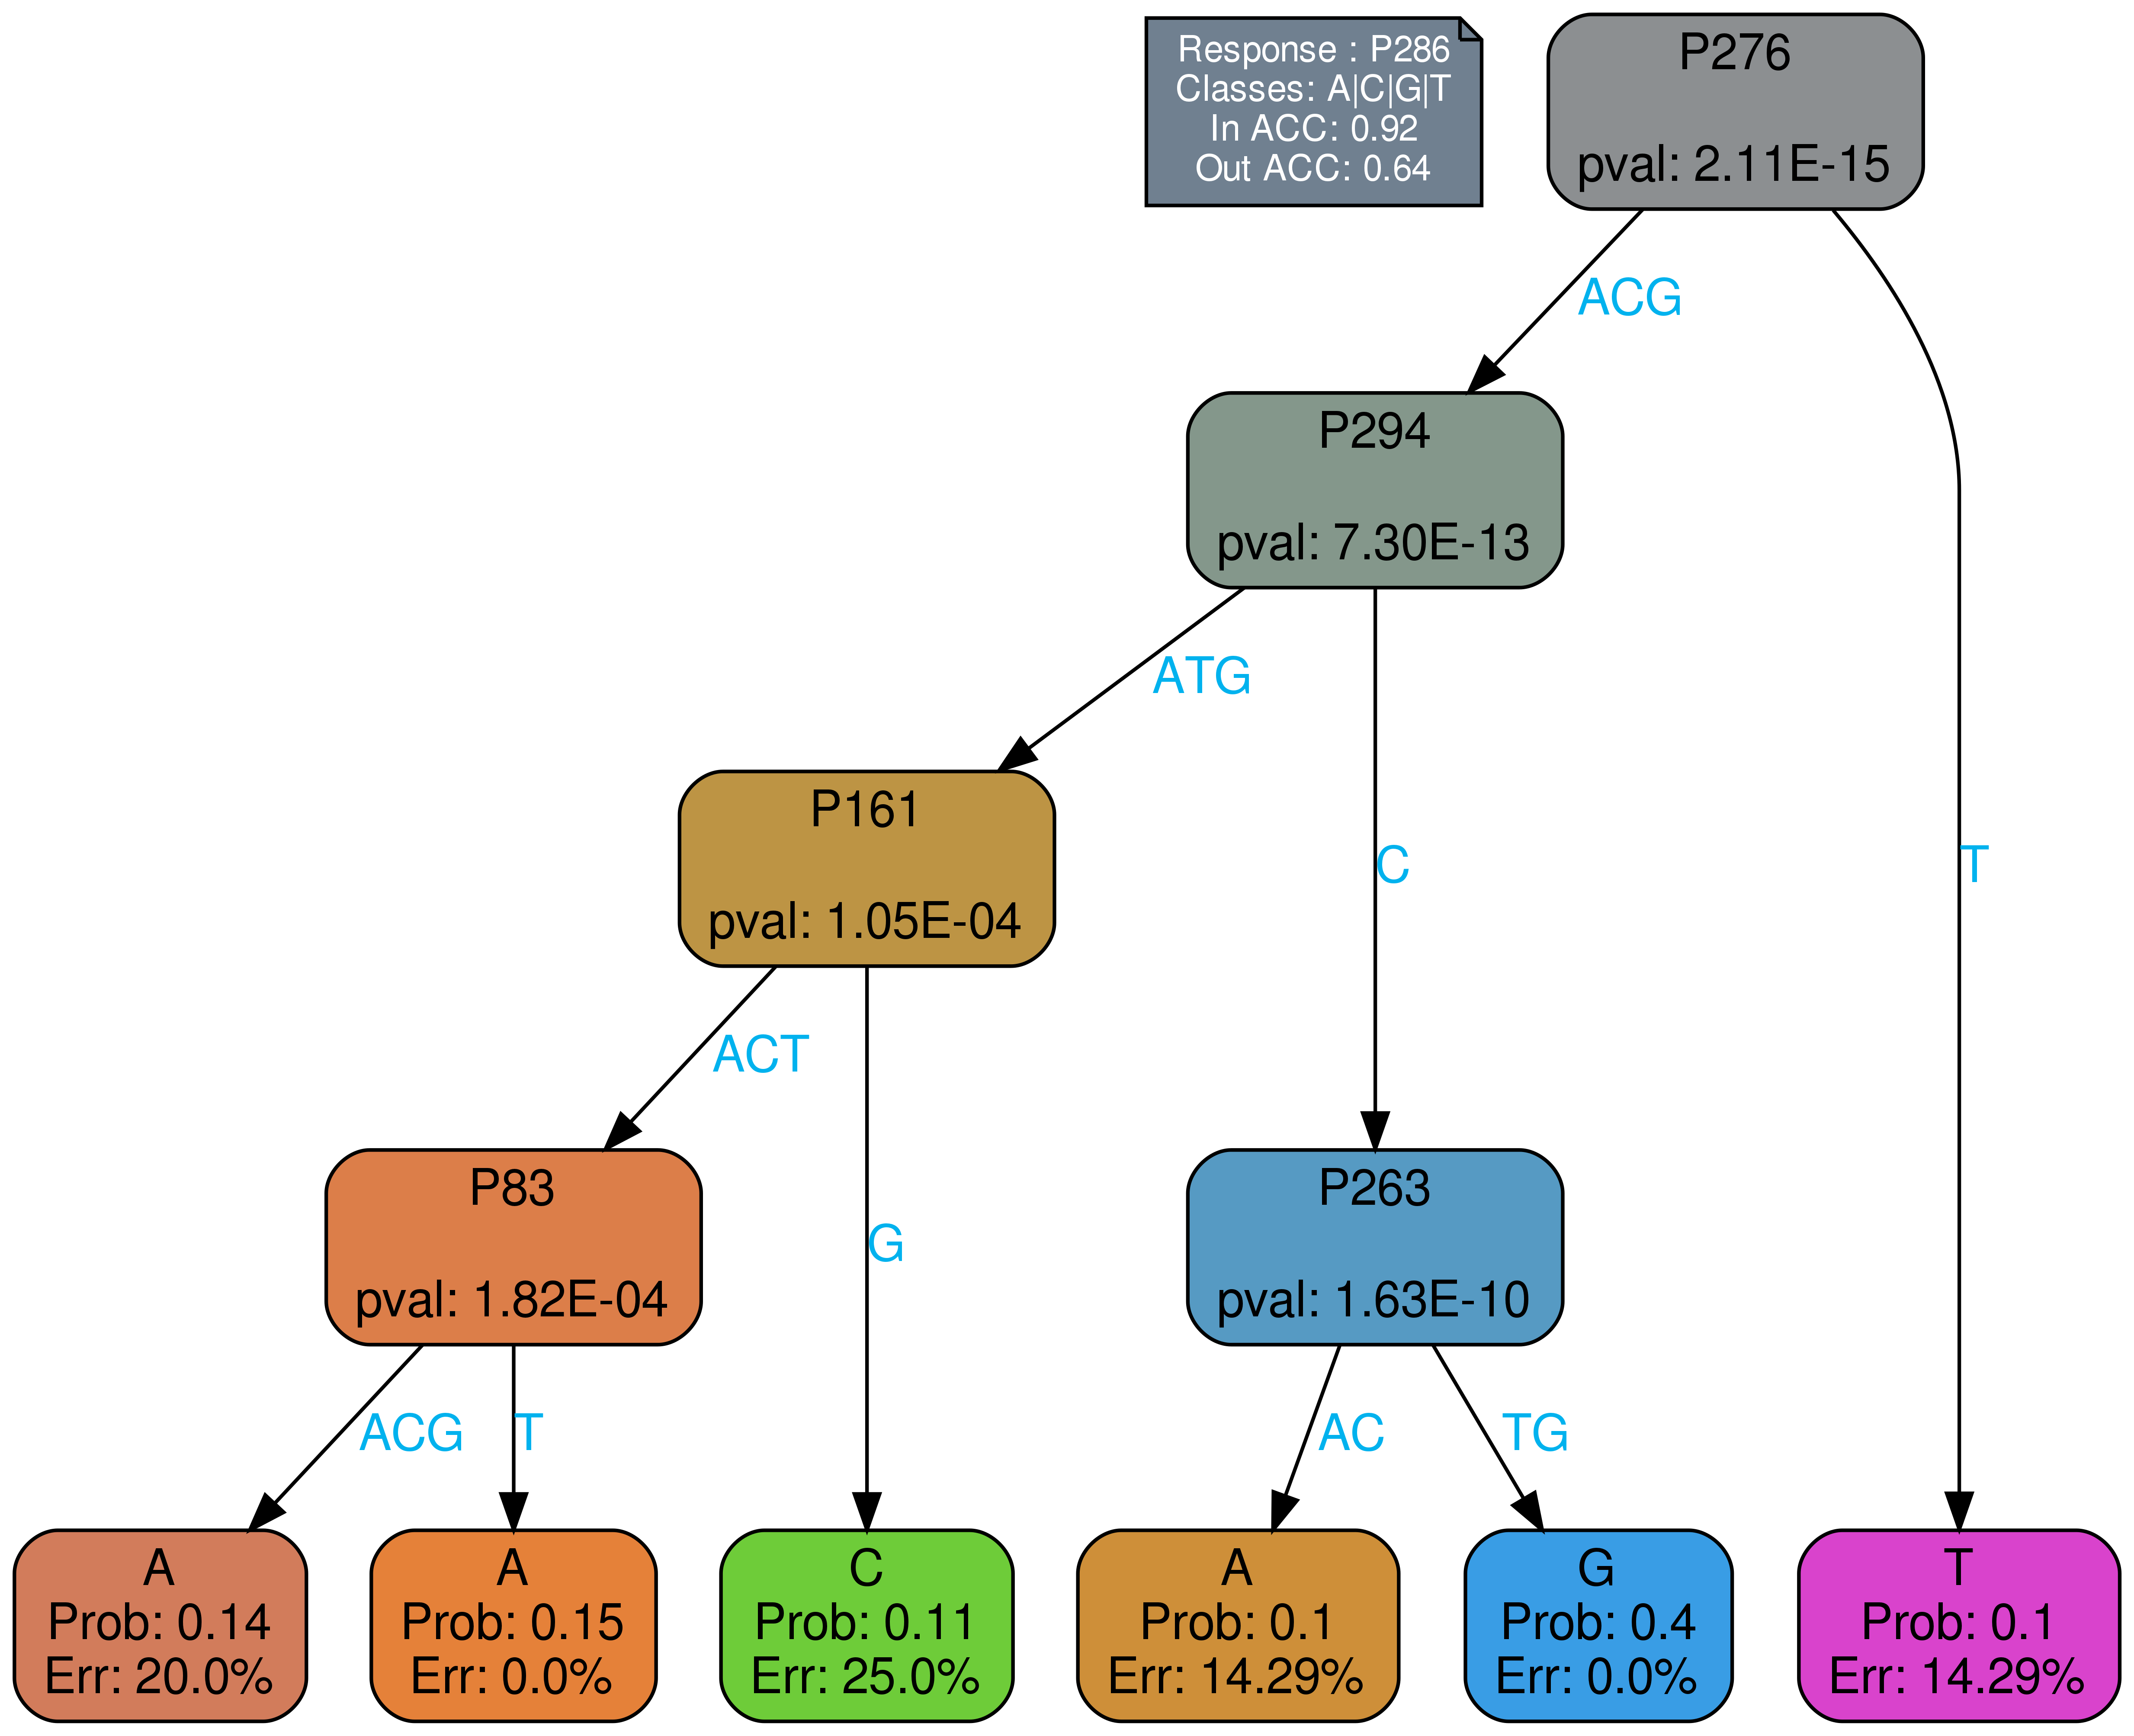 Response : P286
Classes: A|C|G|T
In ACC: 0.92
Out ACC: 0.64
P276
pval: 2.11E-15
ACG
P294
pval: 7.30E-13
ATG
C
T
P161
pval: 1.05E-04
ACT
G
P83
pval: 1.82E-04
P263
pval: 1.63E-10
ACG
T
AC
TG
A
Prob: 0.14
Err: 20.0%
A
Prob: 0.15
Err: 0.0%
C
Prob: 0.11
Err: 25.0%
A
Prob: 0.1
Err: 14.29%
G
Prob: 0.4
Err: 0.0%
T
Prob: 0.1
Err: 14.29%